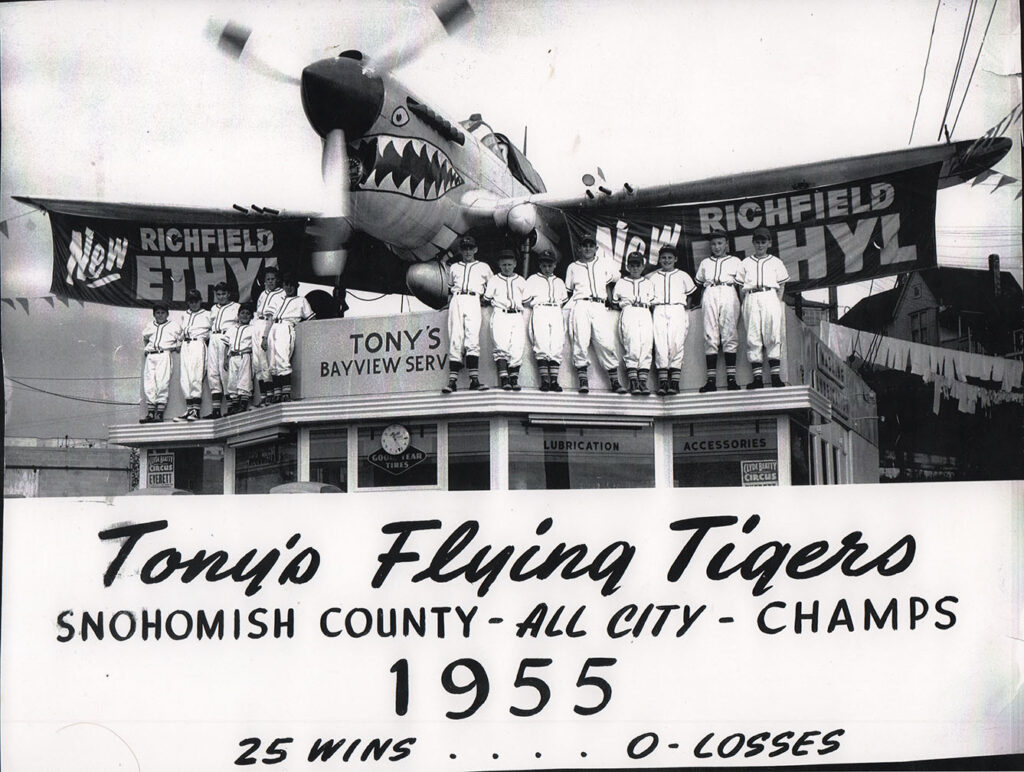 New RICHFIELD
ETHYL
New RICHFIELD
ETHYL
TONY'S
BAYVIEW SERV
LUBRICATION
ACCESSORIES
GOODYEAR
TIRES
CLYDE BEATTY
CIRCUS
EVERETT
CLYDE BEATTY
CIRCUS
Tony's Flying Tigers
SNOHOMISH COUNTY - ALL CITY - CHAMPS
1955
25 WINS . . . . 0 - LOSSES